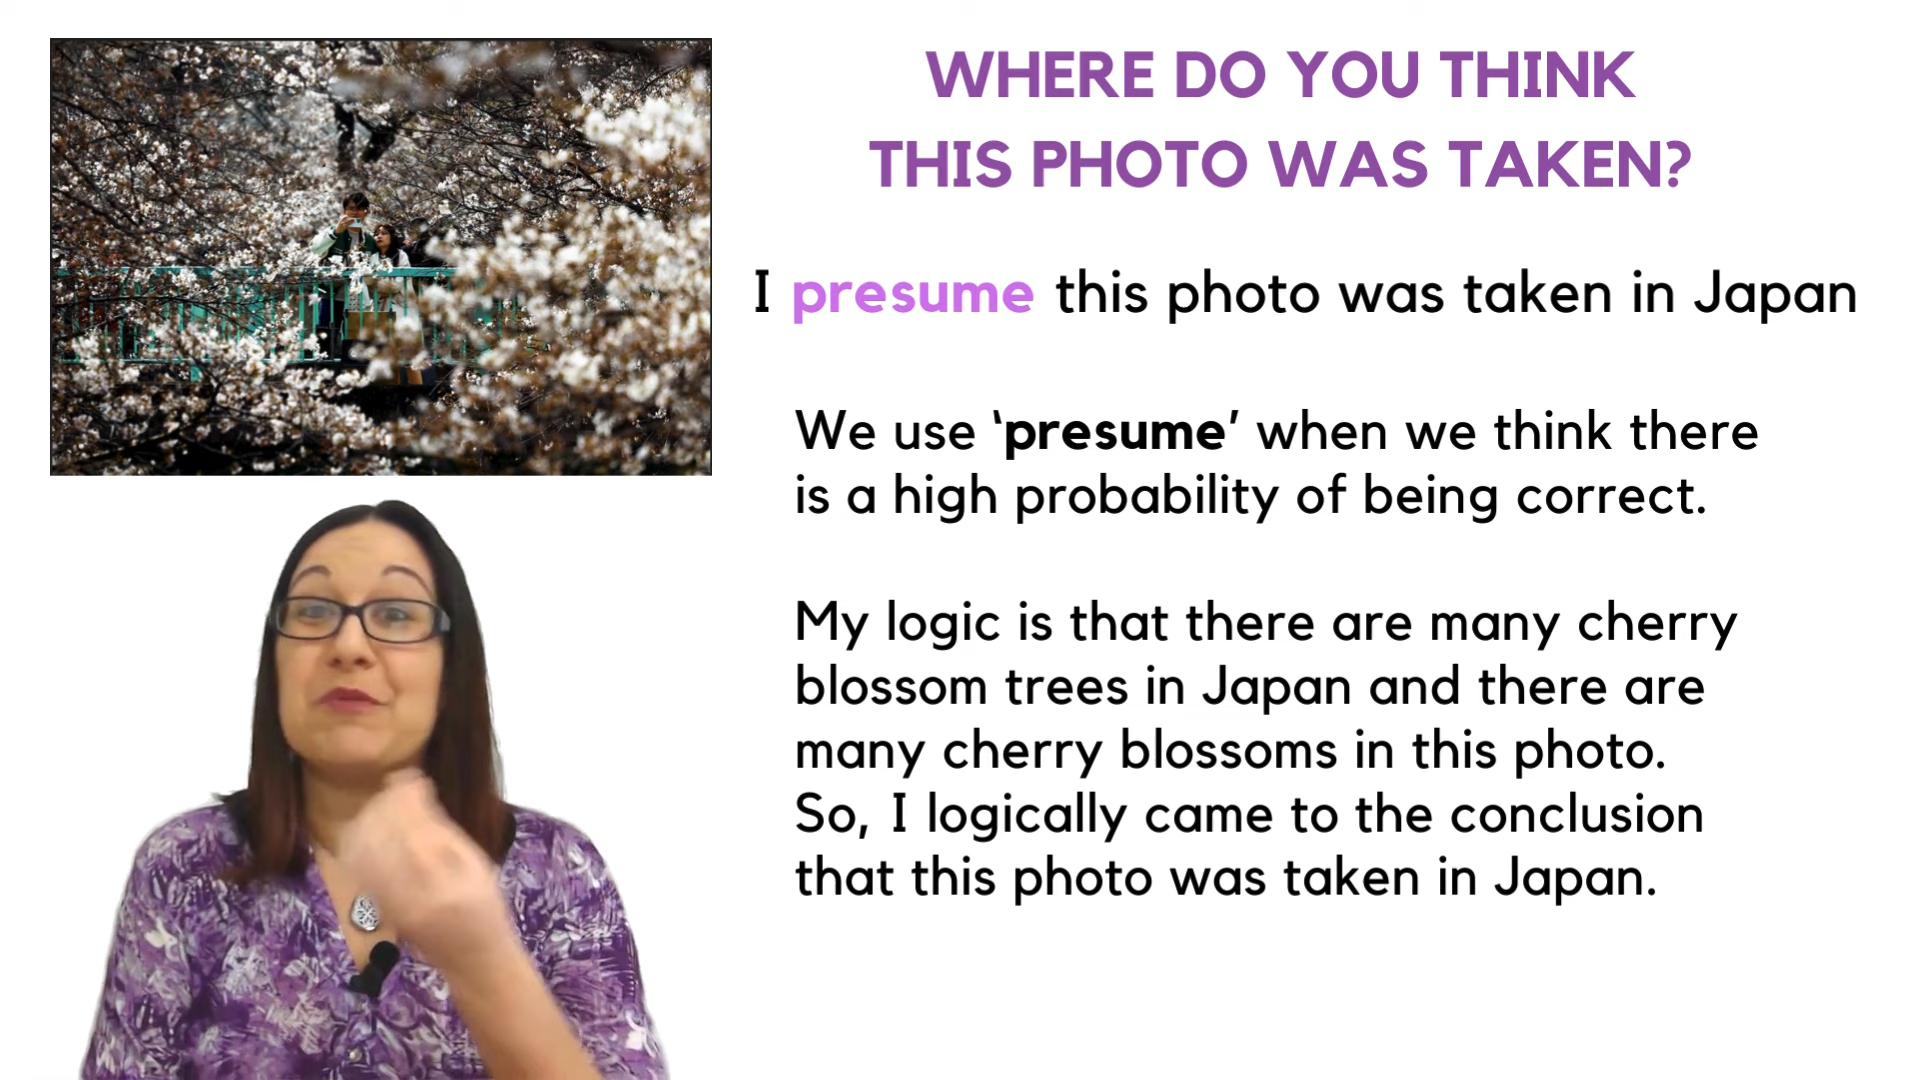 WHERE DO YOU THINK
THIS PHOTO WAS TAKEN?
I presume this photo was taken in Japan
We use ‘presume’ when we think there
is a high probability of being correct.
My logic is that there are many cherry
blossom trees in Japan and there are
many cherry blossoms in this photo.
So, I logically came to the conclusion
that this photo was taken in Japan.